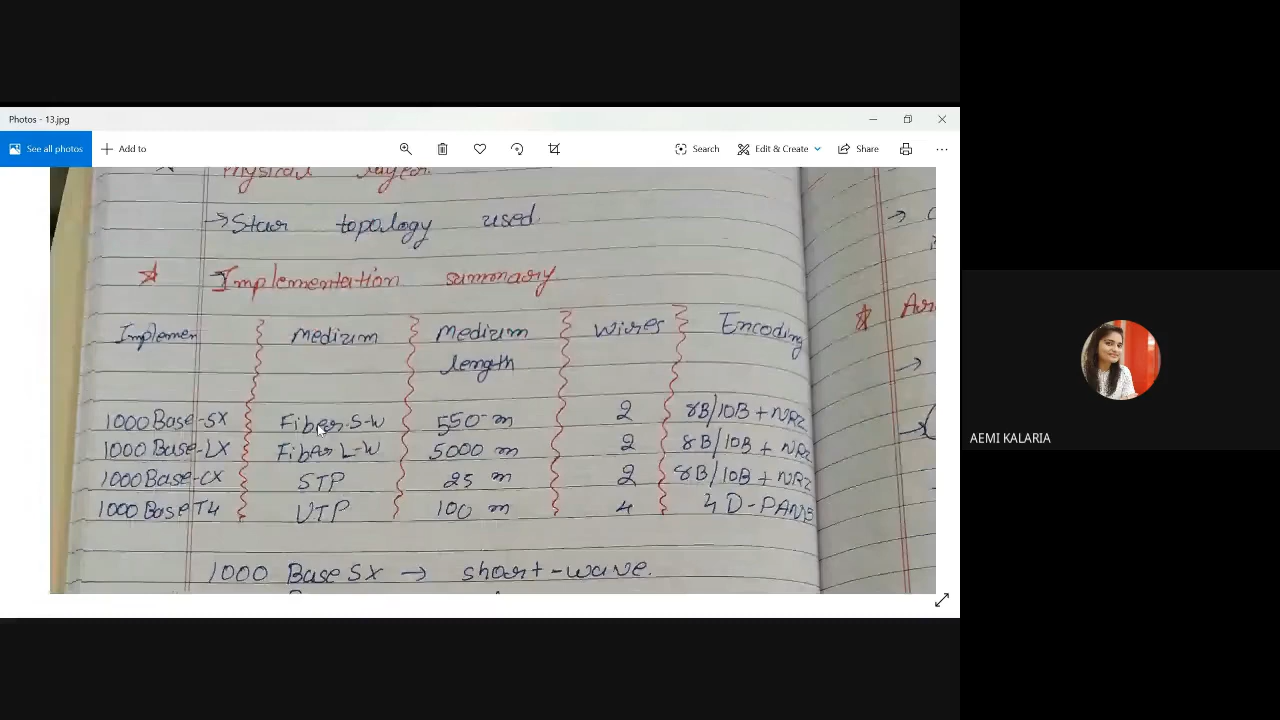 Photos - 13.jpg
See all photos
Add to
Search
Edit & Create
Share
Physical layer
→ Star topology used.
Implementation summary
Implemen Medium Medium length Wires Encoding
1000 Base-SX Fiber S-W 550-m 2 8B/10B + NRZ
1000 Base-LX Fiber L-W 5000 m 2 8B/10B + NRZ
1000 Base-CX STP 25 m 2 8B/10B + NRZ
1000 Base T4 UTP 100 m 4 4D-PAM5
1000 Base SX → short-wave.
AEMI KALARIA